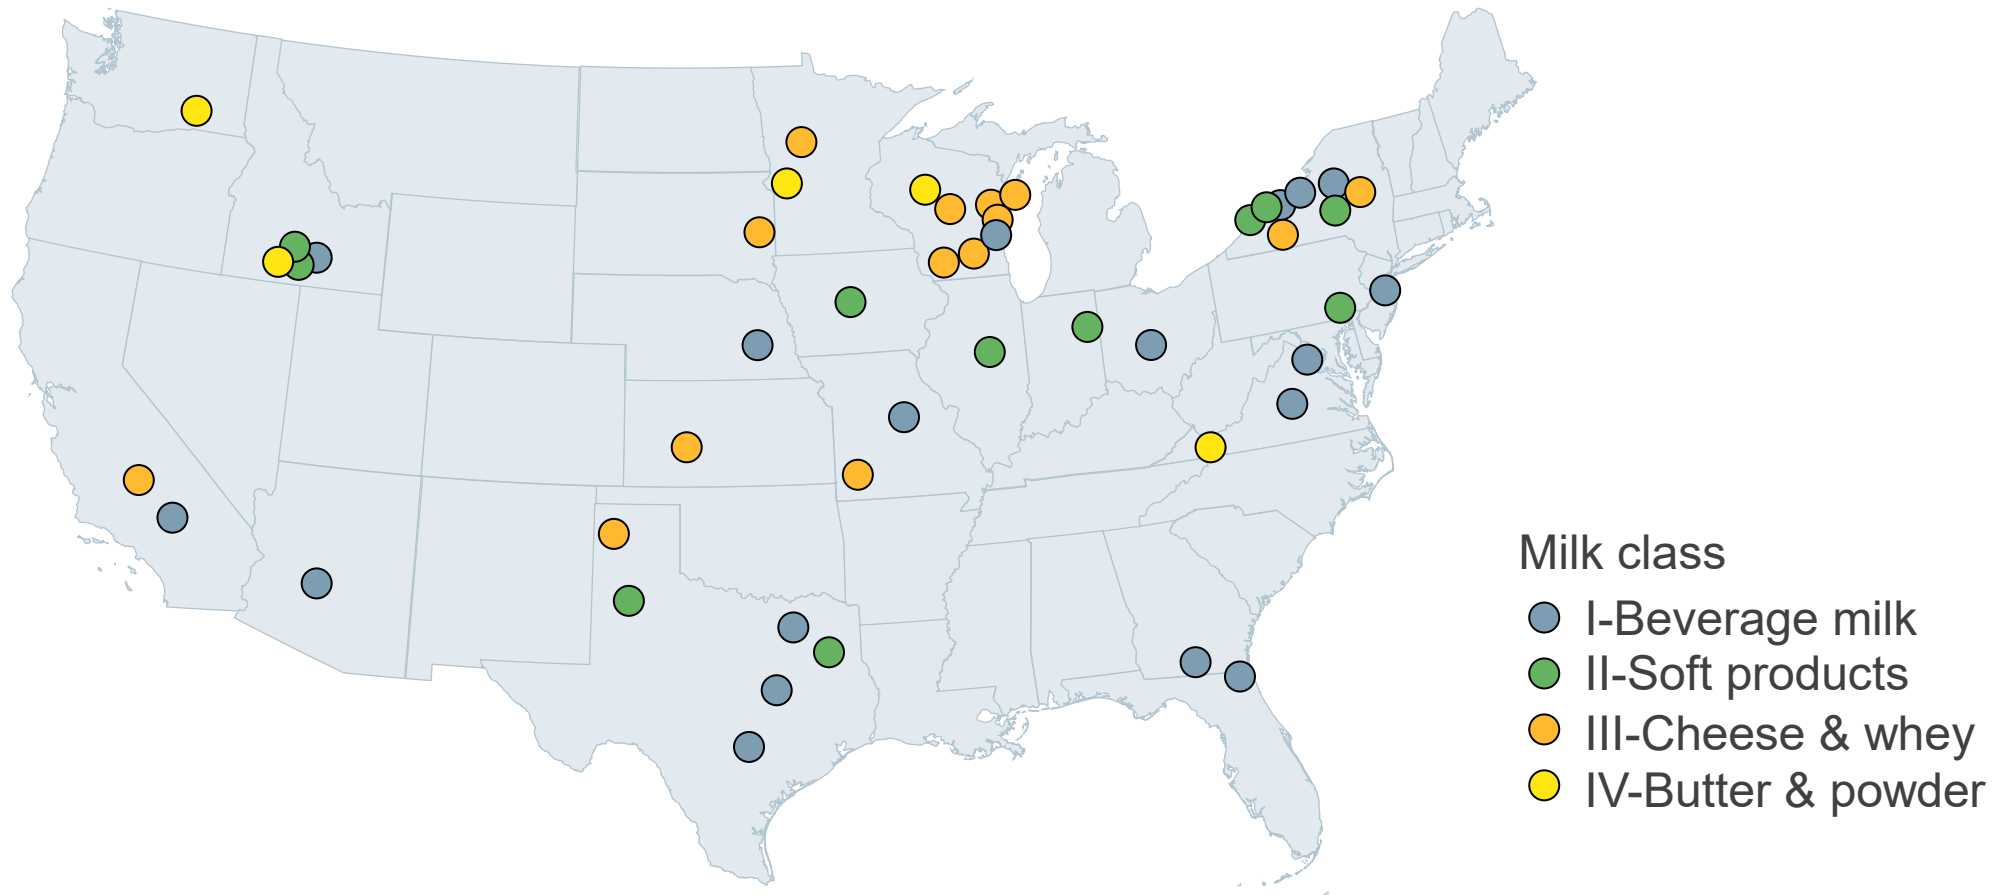 Milk class
I-Beverage milk
II-Soft products
III-Cheese & whey
IV-Butter & powder